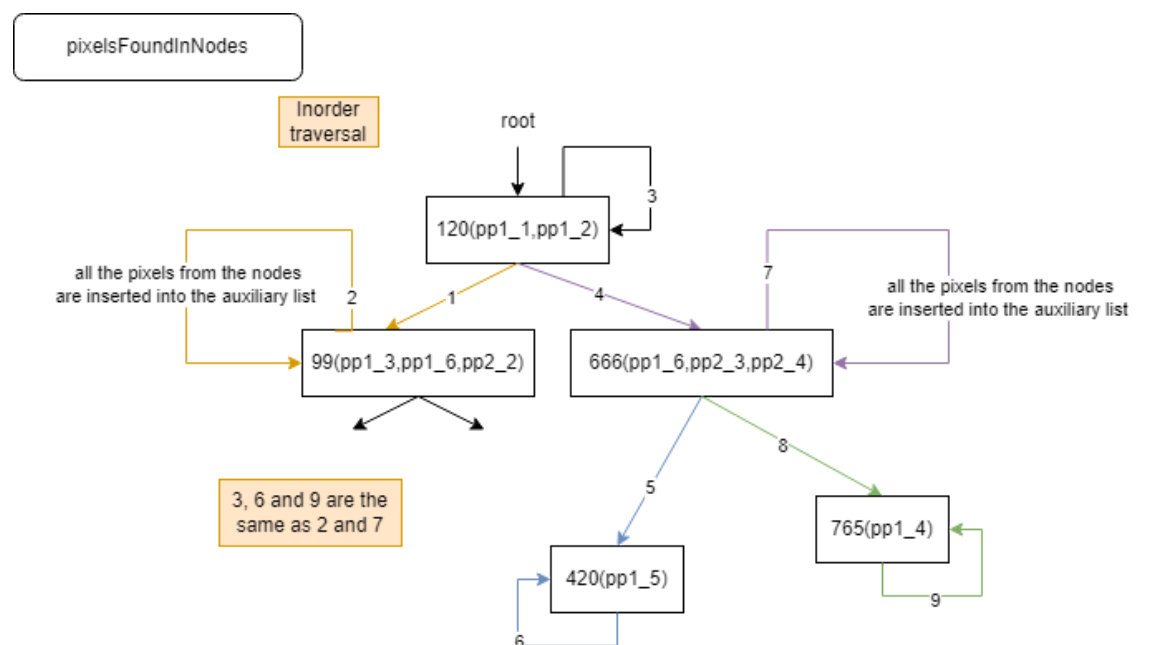 pixelsFoundInNodes
Inorder
traversal
root
3
120(pp1_1,pp1_2)
all the pixels from the nodes
are inserted into the auxiliary list
2
1
4
7
all the pixels from the nodes
are inserted into the auxiliary list
99(pp1_3,pp1_6,pp2_2)
666(pp1_6,pp2_3,pp2_4)
8
5
3, 6 and 9 are the
same as 2 and 7
765(pp1_4)
420(pp1_5)
9
6